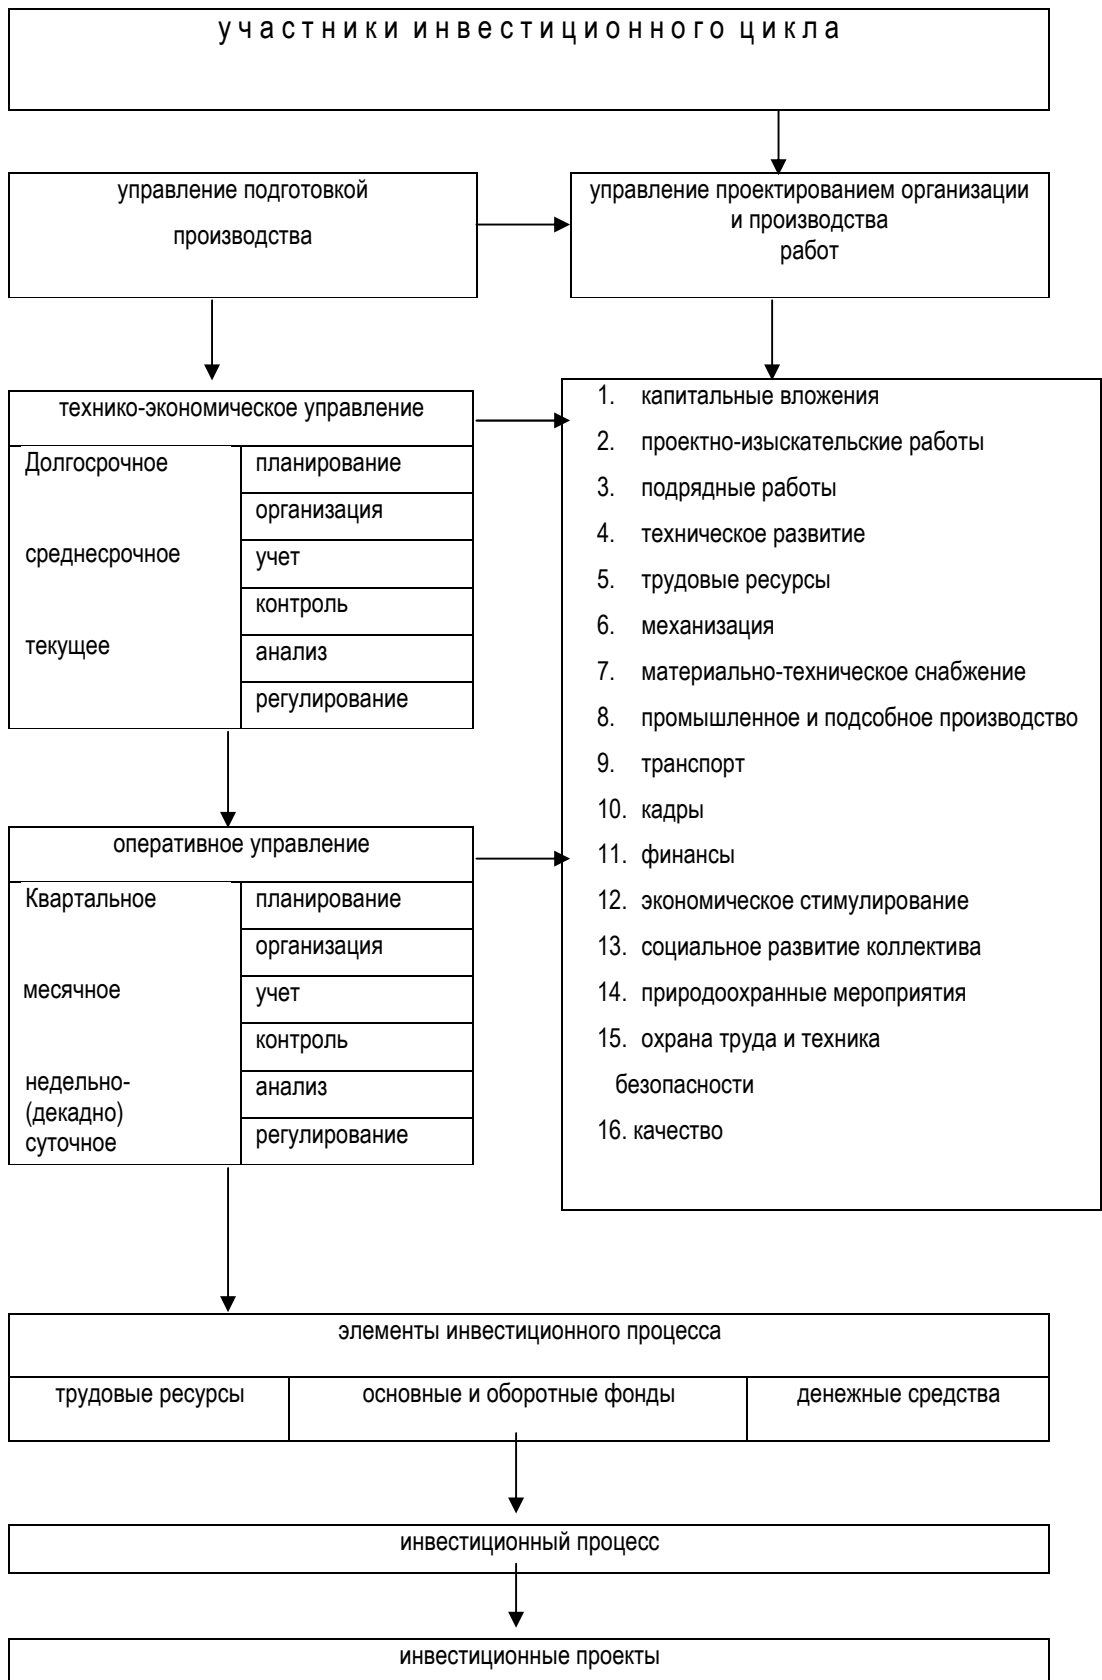 участники инвестиционного цикла
управление подготовкой
производства
управление проектированием организации
и производства
работ
технико-экономическое управление
Долгосрочное
планирование
организация
среднесрочное
учет
контроль
текущее
анализ
регулирование
оперативное управление
Квартальное
планирование
организация
месячное
учет
контроль
недельно-
(декадно)
суточное
анализ
регулирование
1. капитальные вложения
2. проектно-изыскательские работы
3. подрядные работы
4. техническое развитие
5. трудовые ресурсы
6. механизация
7. материально-техническое снабжение
8. промышленное и подсобное производство
9. транспорт
10. кадры
11. финансы
12. экономическое стимулирование
13. социальное развитие коллектива
14. природоохранные мероприятия
15. охрана труда и техника
безопасности
16. качество
элементы инвестиционного процесса
трудовые ресурсы
основные и оборотные фонды
денежные средства
инвестиционный процесс
инвестиционные проекты